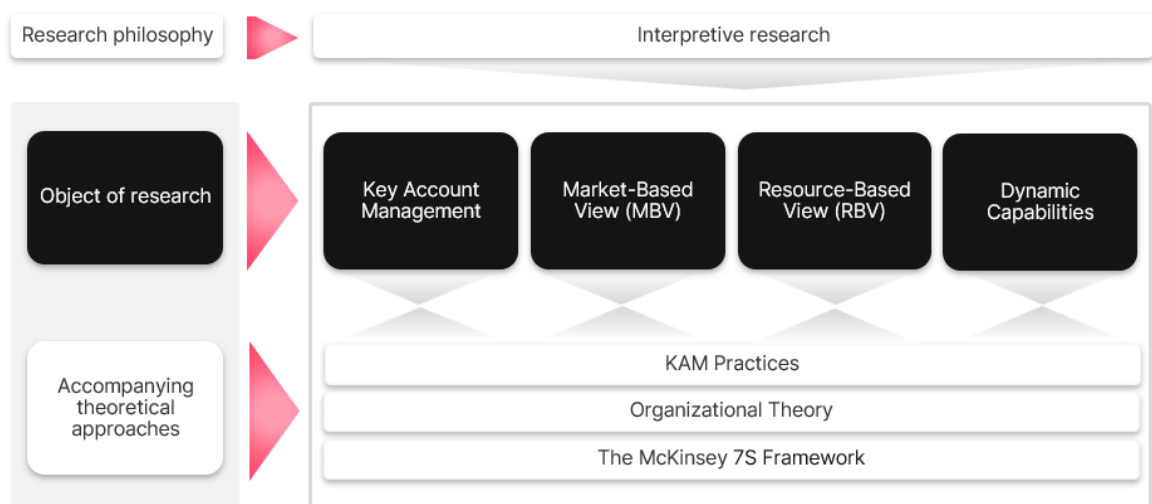 Research philosophy
Interpretive research
Object of research
Key Account
Management
Market-Based
View (MBV)
Resource-Based
View (RBV)
Dynamic
Capabilities
Accompanying
theoretical
approaches
KAM Practices
Organizational Theory
The McKinsey 7S Framework